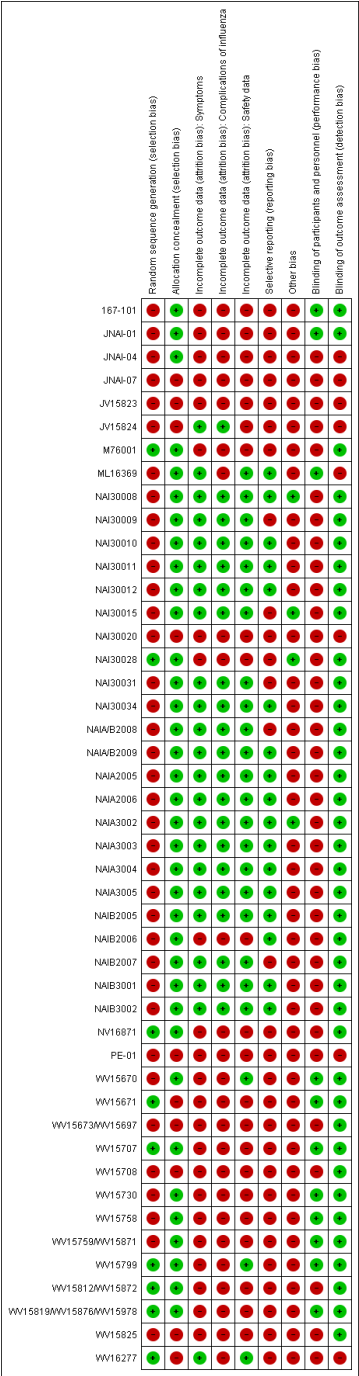 Random sequence generation (selection bias)
Allocation concealment (selection bias)
Incomplete outcome data (attrition bias): Symptoms
Incomplete outcome data (attrition bias): Complications of influenza
Incomplete outcome data (attrition bias): Safety data
Selective reporting (reporting bias)
Other bias
Blinding of participants and personnel (performance bias)
Blinding of outcome assessment (detection bias)
167-101 - + - - - - - + +
JNAI-01 - + - - - - - + +
JNAI-04 - + - - - - - - -
JNAI-07 - - - - - - - - -
JV15823 - - - - - - - - -
JV15824 - - + + - - - - -
M76001 + + - - - - - - +
ML16369 - + + - + + - + -
NAI30008 - + + + + + + - +
NAI30009 - + + + + - - - +
NAI30010 - + + + + + - - +
NAI30011 - + + + + + - - +
NAI30012 - + + + + + - - +
NAI30015 - + + + + - + - +
NAI30020 - - - - - - - - -
NAI30028 + + - - - - + - +
NAI30031 - + + + + - - - +
NAI30034 - + + + + + - - +
NAIA/B2008 - + + + + - - - +
NAIA/B2009 - + + + + + - - +
NAIA2005 - + + + + + - - +
NAIA2006 - + + + + + - - +
NAIA3002 - + + + + + + - +
NAIA3003 - + + + + + - - +
NAIA3004 - + + + + + - - +
NAIA3005 - + + + + + - - +
NAIB2005 - + + + + + - - +
NAIB2006 - + - - - + - - +
NAIB2007 - + + + + - - - +
NAIB3001 - + + + + + - - +
NAIB3002 - + + + + + - - +
NV16871 + + - - - - - - +
PE-01 - - - - - - - - -
WV15670 - + - - + - - + +
WV15671 + - - - - - - + +
WV15673/WV15697 - - - - - - - - +
WV15707 + + - - - - - + +
WV15708 - - - - - - - - +
WV15730 - + - - - - - + +
WV15758 - + - - - - - + +
WV15759/WV15871 - + - - - - - + +
WV15799 + + - - + - - + +
WV15812/WV15872 + + - - - - - - +
WV15819/WV15876/WV15978 + + - - - - - + +
WV15825 - - - - - - - - +
WV16277 + - + - + - - - -